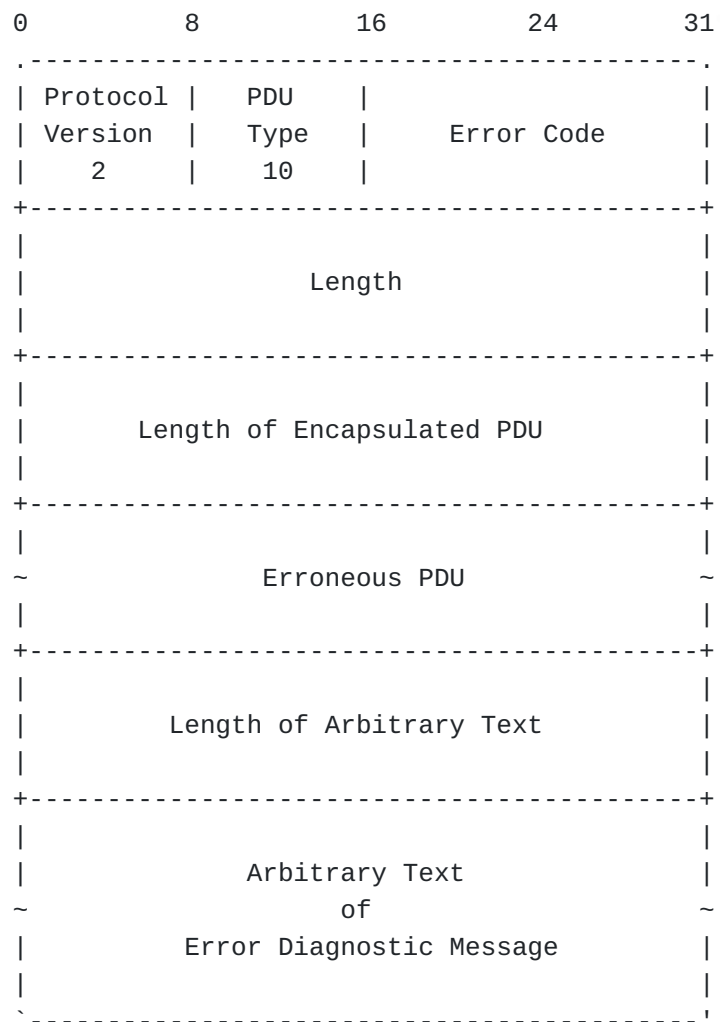 0          8          16         24        31
.-------------------------------------------.
| Protocol |   PDU    |                     |
| Version  |   Type   |     Error Code      |
|    2     |    10    |                     |
+-------------------------------------------+
|                                           |
|                  Length                   |
|                                           |
+-------------------------------------------+
|                                           |
|       Length of Encapsulated PDU          |
|                                           |
+-------------------------------------------+
|                                           |
~               Erroneous PDU               ~
|                                           |
+-------------------------------------------+
|                                           |
|         Length of Arbitrary Text          |
|                                           |
+-------------------------------------------+
|                                           |
|              Arbitrary Text               |
~                    of                     ~
|          Error Diagnostic Message         |
|                                           |
`-------------------------------------------'